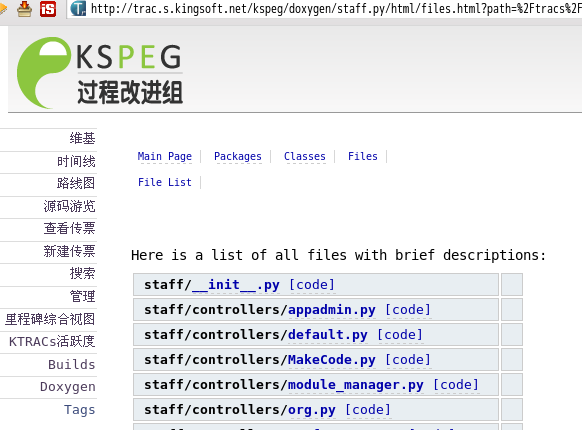 http://trac.s.kingsoft.net/kspeg/doxygen/staff.py/html/files.html?path=%2Ftracs%2F
KSPEG
过程改进组
维基
时间线
路线图
源码游览
查看传票
新建传票
搜索
管理
里程碑综合视图
KTRACs活跃度
Builds
Doxygen
Tags
Main Page Packages Classes Files
File List
Here is a list of all files with brief descriptions:
staff/__init__.py [code]
staff/controllers/appadmin.py [code]
staff/controllers/default.py [code]
staff/controllers/MakeCode.py [code]
staff/controllers/module_manager.py [code]
staff/controllers/org.py [code]